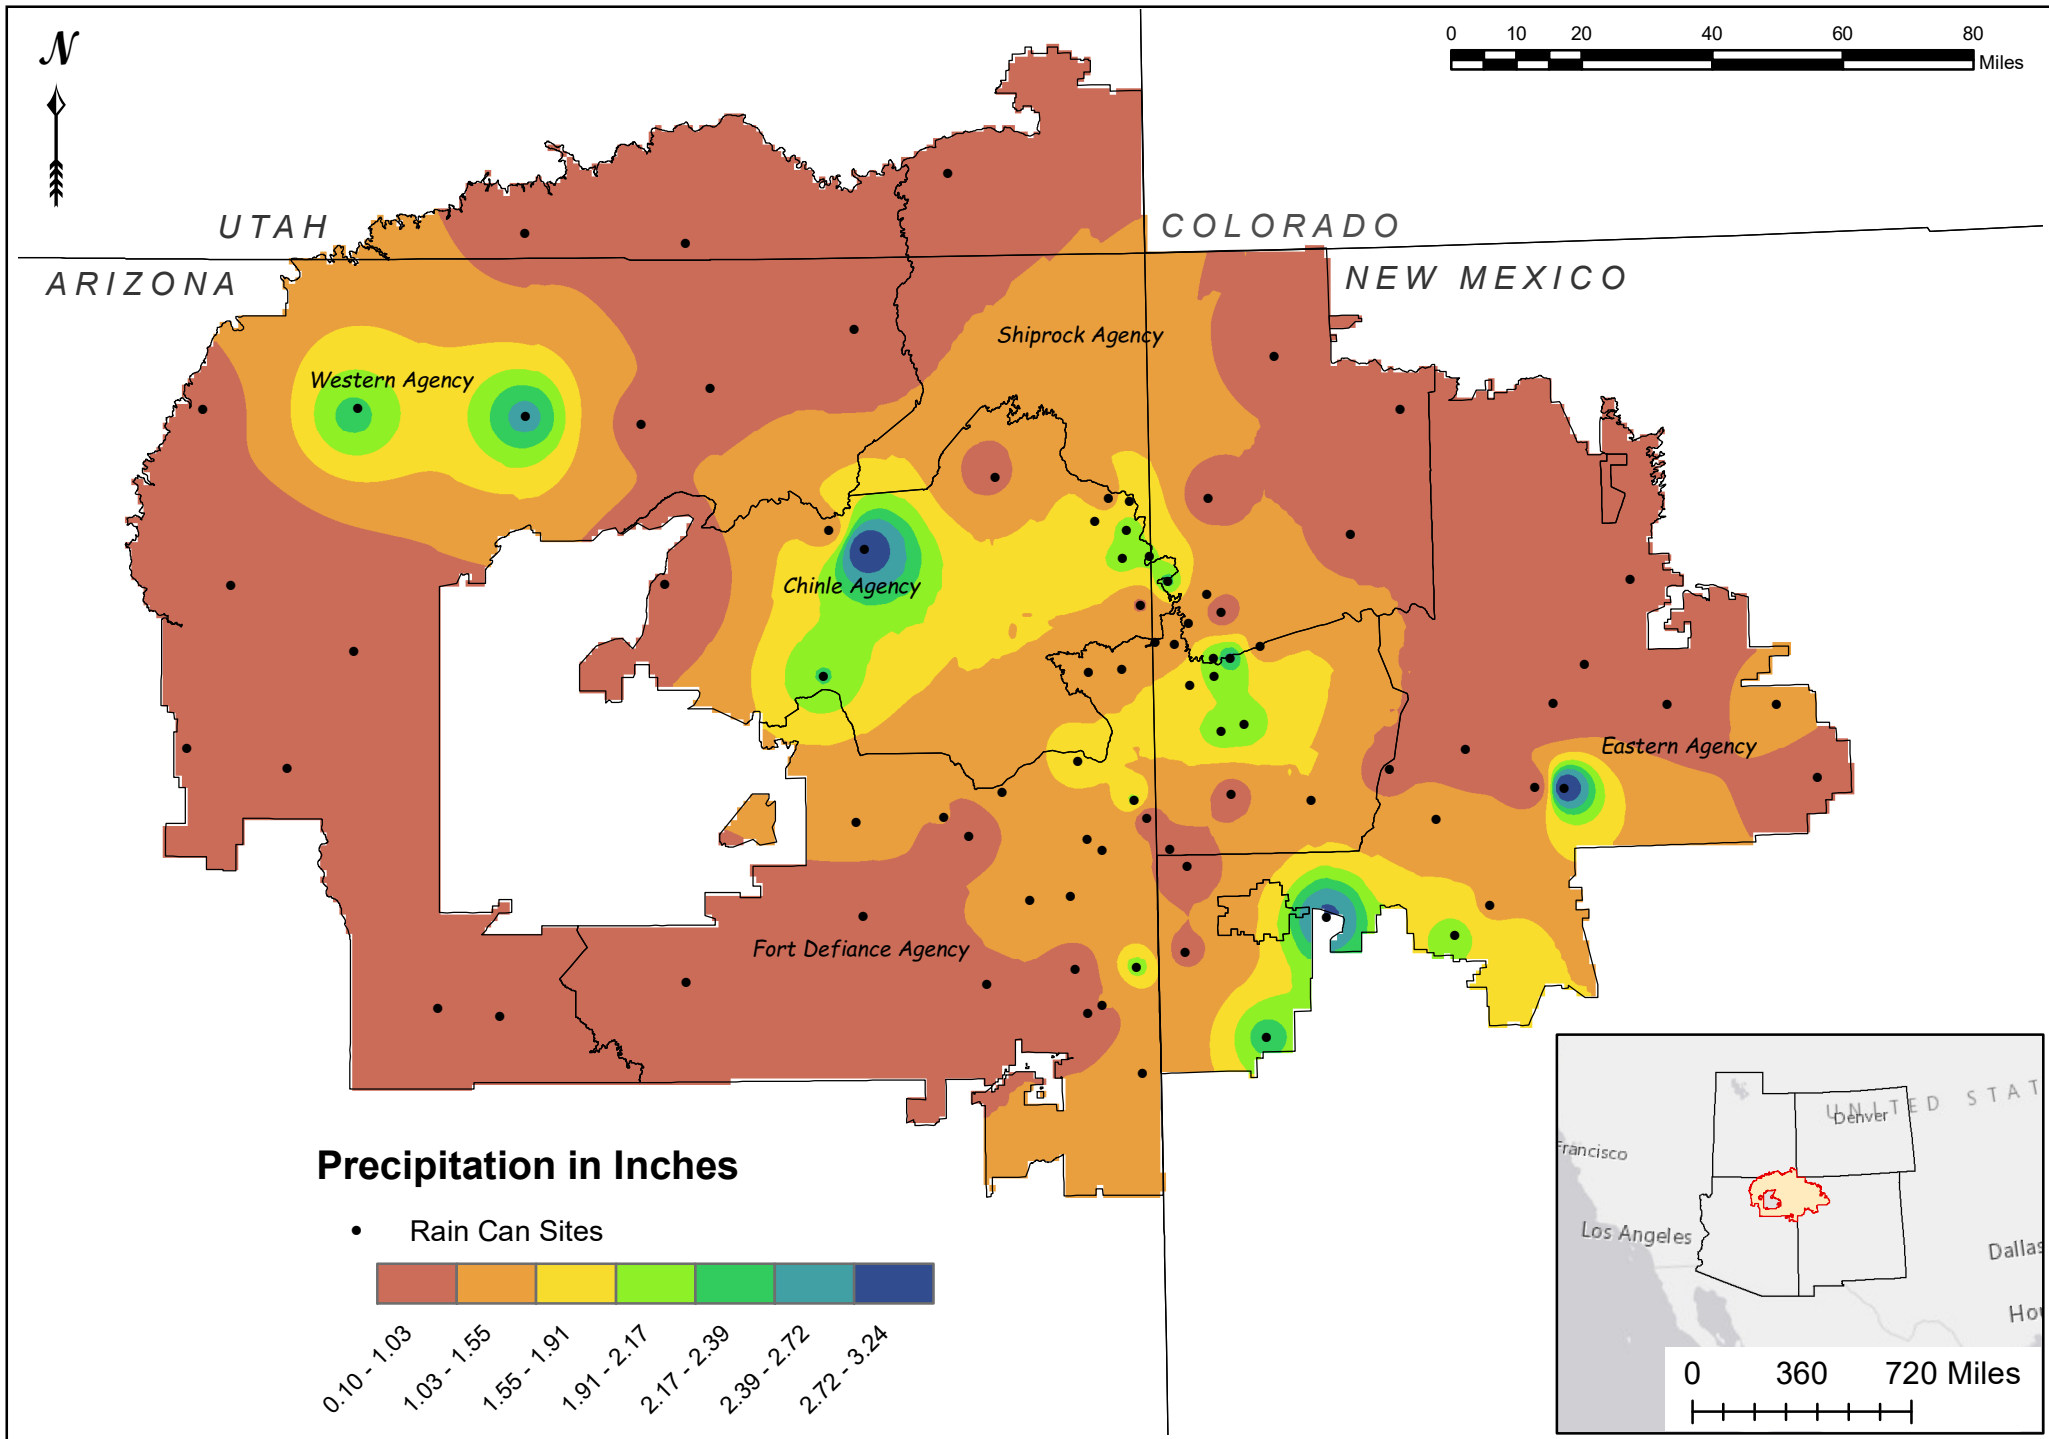 N
0 10 20 40 60 80
Miles
UTAH
COLORADO
ARIZONA
NEW MEXICO
Shiprock Agency
Western Agency
Chinle Agency
Eastern Agency
Fort Defiance Agency
Precipitation in Inches
Rain Can Sites
0.10 - 1.03
1.03 - 1.55
1.55 - 1.91
1.91 - 2.17
2.17 - 2.39
2.39 - 2.72
2.72 - 3.24
UNITED STAT
Denver
Francisco
Los Angeles
Dallas
Hou
0 360 720 Miles